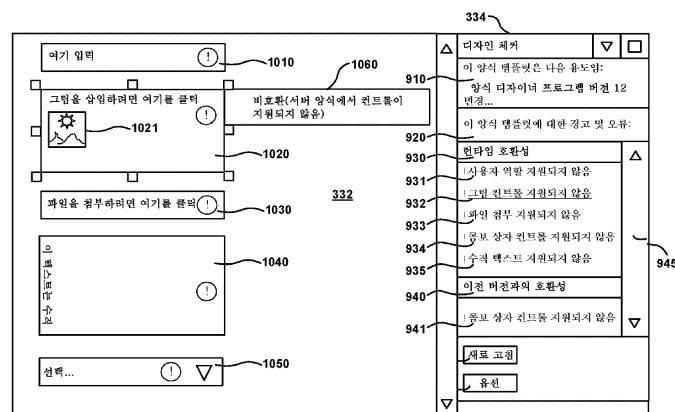 334
여기 입력
!
1010
1060
그림을 삽입하려면 여기를 클릭
!
1021
1020
비호환(서버 양식에서 컨트롤이
지원되지 않음)
파일을 첨부하려면 여기를 클릭
!
1030
332
이 텍스트는 수직
!
1040
선택...
!
1050
디자인 체커
910
이 양식 템플릿은 다음 용도임:
양식 디자이너 프로그램 버전 12
변경...
920
이 양식 템플릿에 대한 경고 및 오류:
930
런타임 호환성
931
!사용자 역할 지원되지 않음
932
!그림 컨트롤 지원되지 않음
933
!파일 첨부 지원되지 않음
934
!콤보 상자 컨트롤 지원되지 않음
935
!수직 텍스트 지원되지 않음
945
940
이전 버전과의 호환성
941
!콤보 상자 컨트롤 지원되지 않음
새로 고침
옵션